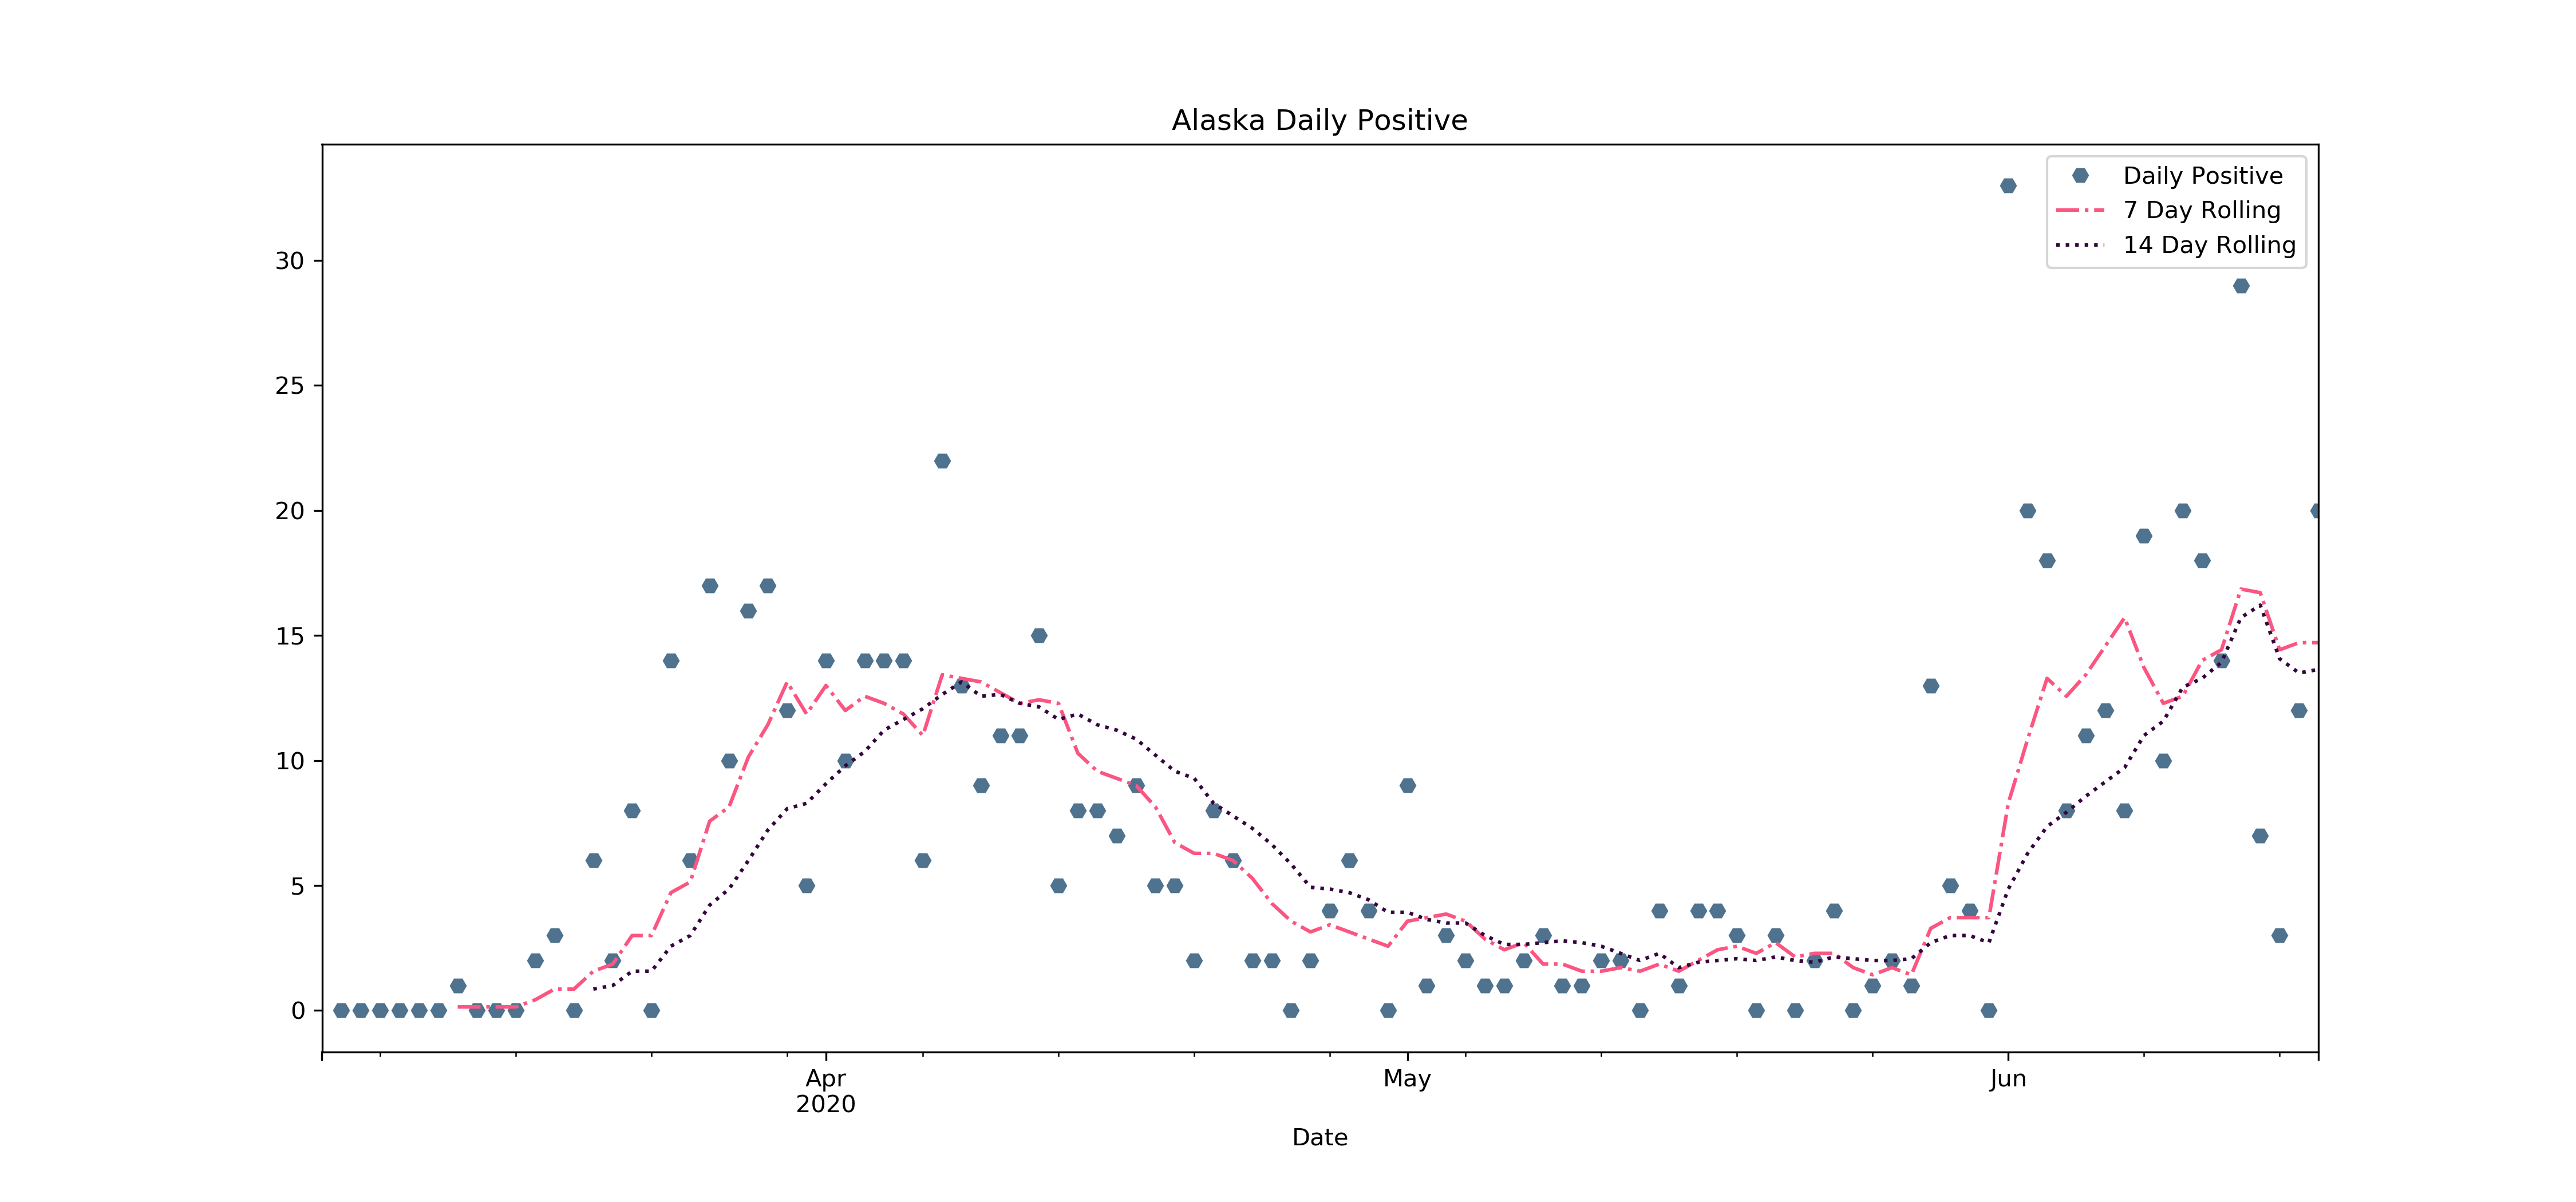 Alaska Daily Positive
Daily Positive
7 Day Rolling
14 Day Rolling
30
25
20
15
10
5
0
Apr
May
Jun
2020
Date